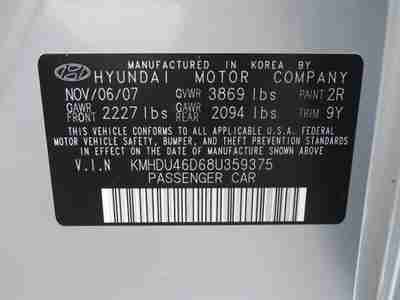 MANUFACTURED IN KOREA BY
HYUNDAI MOTOR COMPANY
NOV/06/07 GVWR 3869 lbs PAINT 2R
GAWR FRONT 2227 lbs GAWR REAR 2094 lbs TRIM 9Y
THIS VEHICLE CONFORMS TO ALL APPLICABLE U.S.A. FEDERAL
MOTOR VEHICLE SAFETY, BUMPER, AND THEFT PREVENTION
STANDARDS IN EFFECT ON THE DATE OF MANUFACTURE SHOWN ABOVE.
V.I.N KMHDU46D68U359375
PASSENGER CAR